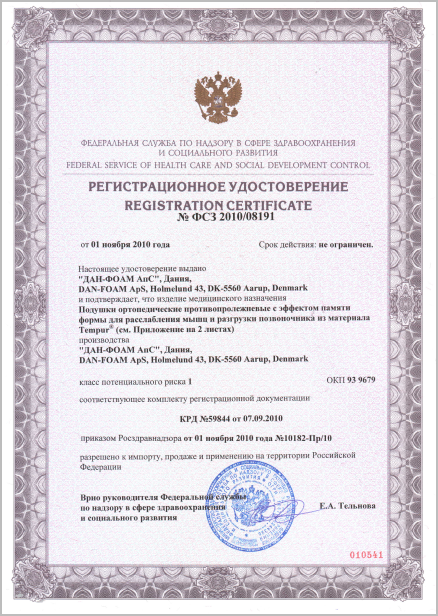 ФЕДЕРАЛЬНАЯ СЛУЖБА ПО НАДЗОРУ В СФЕРЕ ЗДРАВООХРАНЕНИЯ
И СОЦИАЛЬНОГО РАЗВИТИЯ
FEDERAL SERVICE OF HEALTH CARE AND SOCIAL DEVELOPMENT CONTROL
РЕГИСТРАЦИОННОЕ УДОСТОВЕРЕНИЕ
REGISTRATION CERTIFICATE
№ ФСЗ 2010/08191
от 01 ноября 2010 года Срок действия: не ограничен.
Настоящее удостоверение выдано
"ДАН-ФОАМ АпС", Дания,
DAN-FOAM ApS, Holmelund 43, DK-5560 Aarup, Denmark
и подтверждает, что изделие медицинского назначения
Подушки ортопедические противопролежневые с эффектом памяти
формы для расслабления мышц и разгрузки позвоночника из материала
Tempur® (см. Приложение на 2 листах)
производства
"ДАН-ФОАМ АпС", Дания,
DAN-FOAM ApS, Holmelund 43, DK-5560 Aarup, Denmark
класс потенциального риска 1 ОКП 93 9679
соответствующее комплекту регистрационной документации
КРД №59844 от 07.09.2010
приказом Росздравнадзора от 01 ноября 2010 года №10182-Пр/10
разрешено к импорту, продаже и применению на территории Российской
Федерации
Врио руководителя Федеральной службы
по надзору в сфере здравоохранения
и социального развития
Е.А. Тельнова
010541